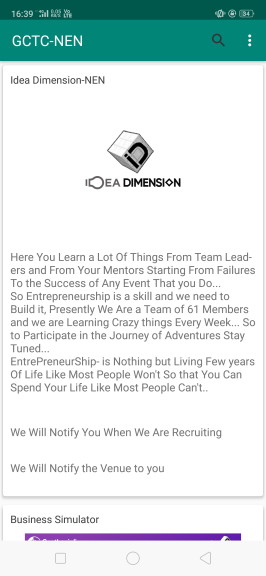 16:39
GCTC-NEN
Idea Dimension-NEN
IDEA DIMENSION
Here You Learn a Lot Of Things From Team Lead-
ers and From Your Mentors Starting From Failures
To the Success of Any Event That you Do...
So Entrepreneurship is a skill and we need to
Build it, Presently We Are a Team of 61 Members
and we are Learning Crazy things Every Week... So
to Participate in the Journey of Adventures Stay
Tuned...
EntrePreneurShip- is Nothing but Living Few years
Of Life Like Most People Won't So that You Can
Spend Your Life Like Most People Can't..
We Will Notify You When We Are Recruiting
We Will Notify the Venue to you
Business Simulator